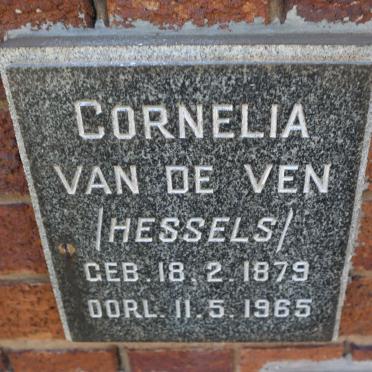 CORNELIA
VAN DE VEN
/HESSELS/
GEB. 18.2.1879
OORL. 11.5.1965